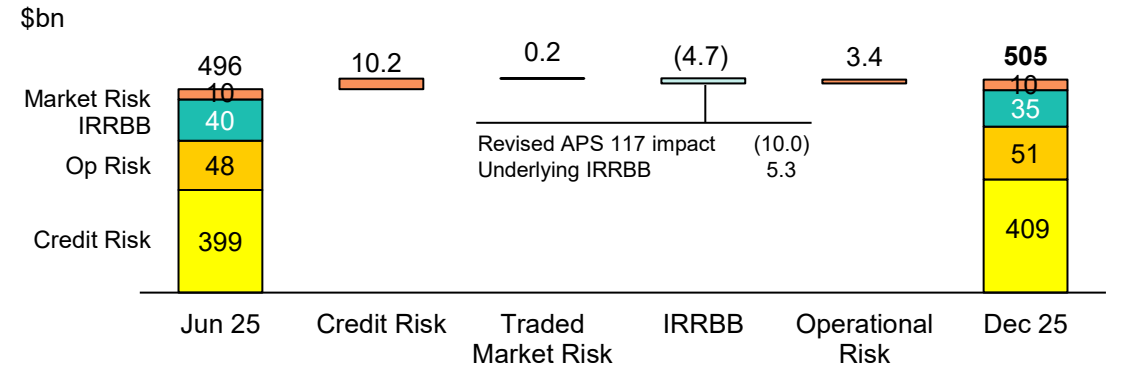 $bn
496
10.2
0.2
(4.7)
3.4
505
Market Risk
10
10
IRRBB
40
35
Revised APS 117 impact (10.0)
Underlying IRRBB 5.3
Op Risk
48
51
Credit Risk
399
409
Jun 25
Credit Risk
Traded
Market Risk
IRRBB
Operational
Risk
Dec 25